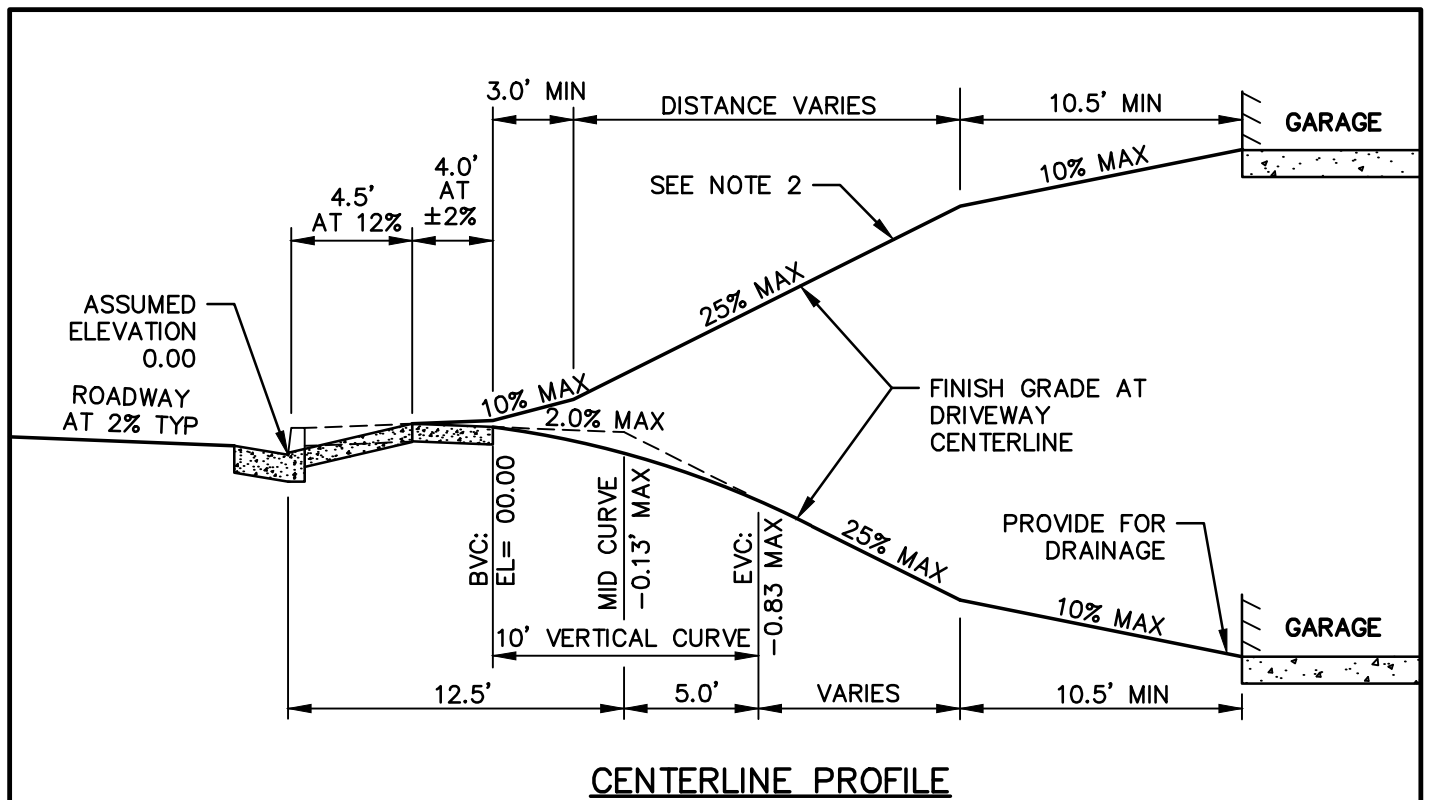 3.0' MIN
DISTANCE VARIES
10.5' MIN
GARAGE
4.5'
AT 12%
4.0'
AT
±2%
SEE NOTE 2
10% MAX
25% MAX
ASSUMED
ELEVATION
0.00
ROADWAY
AT 2% TYP
10% MAX
2.0% MAX
FINISH GRADE AT
DRIVEWAY
CENTERLINE
BVC:
EL= 00.00
MID CURVE
-0.13' MAX
EVC:
-0.83 MAX
25% MAX
PROVIDE FOR
DRAINAGE
10% MAX
GARAGE
10' VERTICAL CURVE
12.5'
5.0'
VARIES
10.5' MIN
CENTERLINE PROFILE